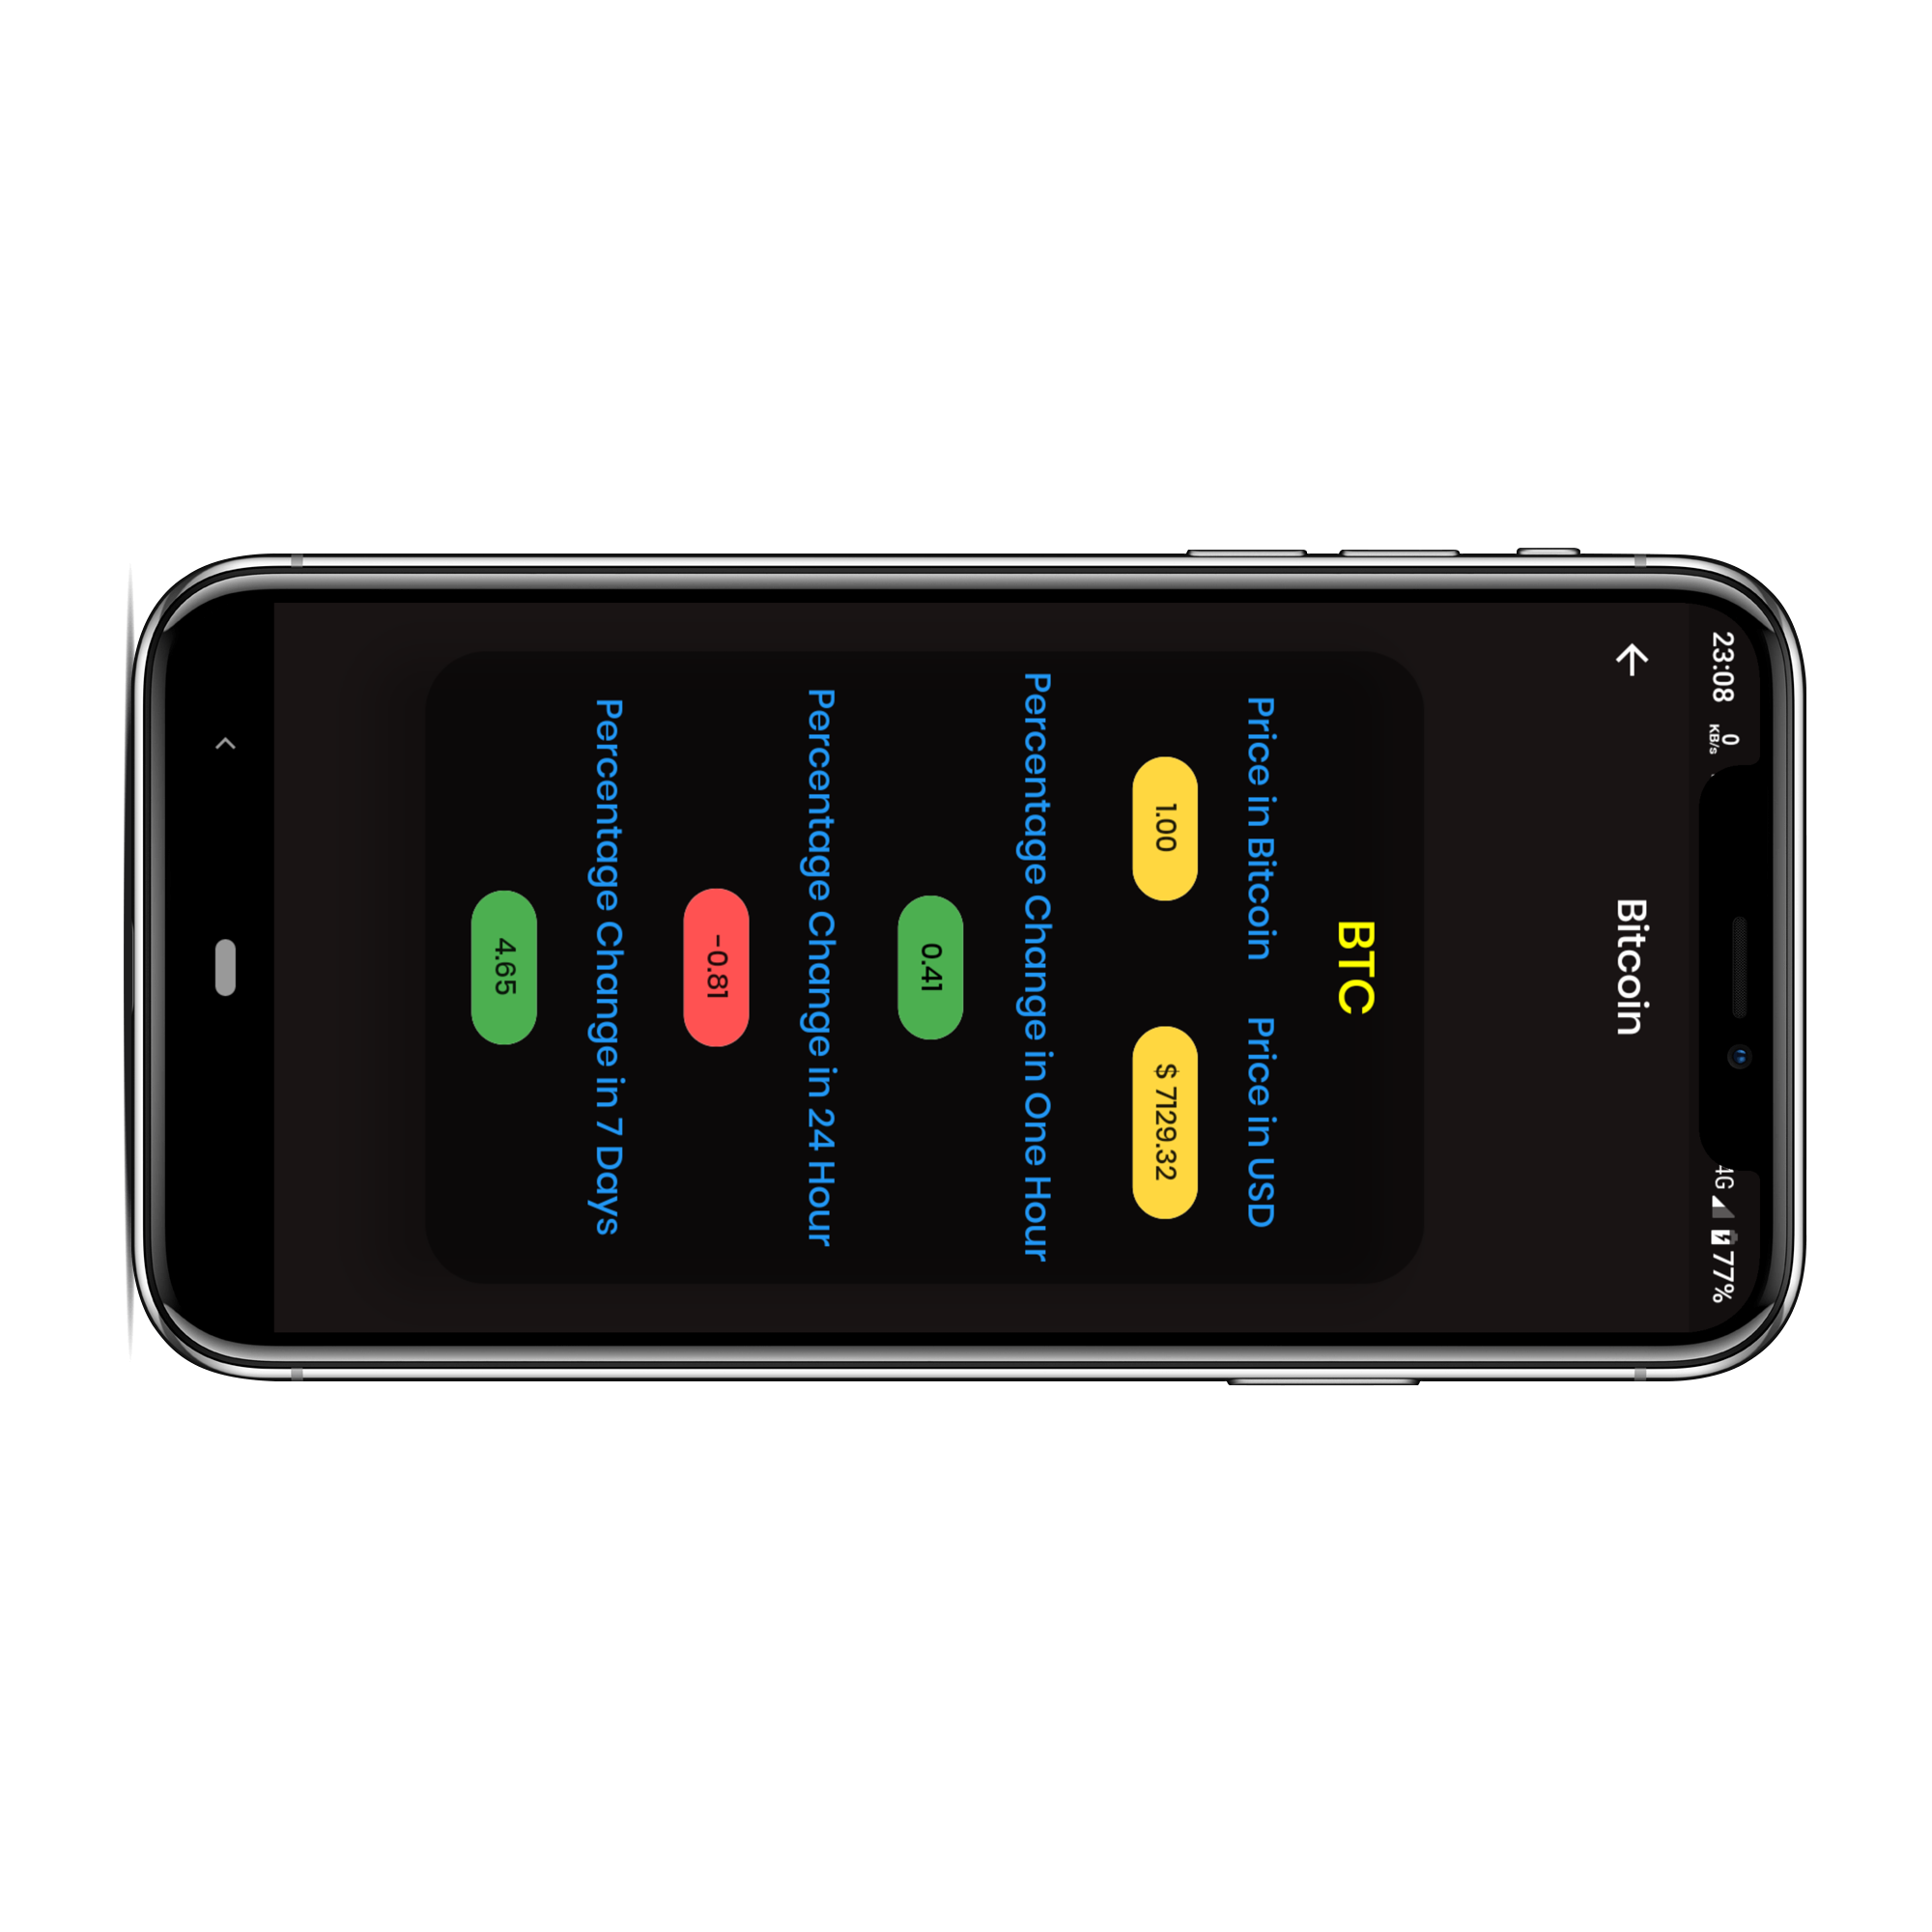 23:08 0 KB/s 4G 77%
Bitcoin
BTC
Price in Bitcoin Price in USD
1.00 $ 7129.32
Percentage Change in One Hour
0.41
Percentage Change in 24 Hour
-0.81
Percentage Change in 7 Days
4.65